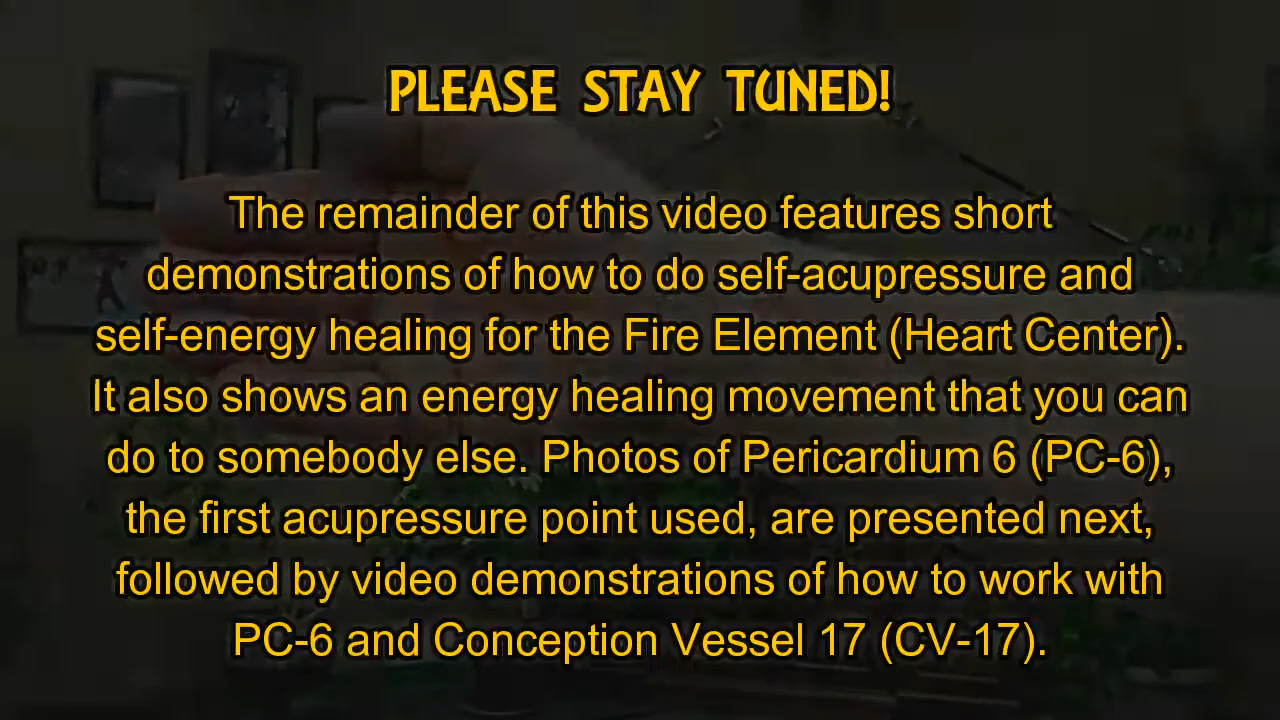 PLEASE STAY TUNED!
The remainder of this video features short
demonstrations of how to do self-acupressure and
self-energy healing for the Fire Element (Heart Center).
It also shows an energy healing movement that you can
do to somebody else. Photos of Pericardium 6 (PC-6),
the first acupressure point used, are presented next,
followed by video demonstrations of how to work with
PC-6 and Conception Vessel 17 (CV-17).